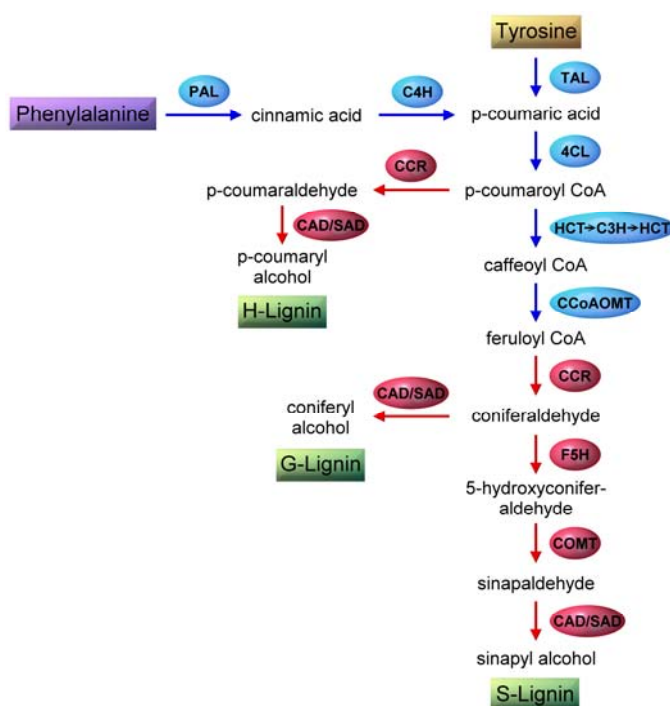 Tyrosine
PAL
C4H
TAL
Phenylalanine
cinnamic acid
p-coumaric acid
4CL
CCR
p-coumaraldehyde
p-coumaroyl CoA
CAD/SAD
HCT→C3H→HCT
p-coumaryl
alcohol
caffeoyl CoA
H-Lignin
CCoAOMT
feruloyl CoA
CCR
CAD/SAD
coniferyl
alcohol
coniferaldehyde
G-Lignin
F5H
5-hydroxyconifer-
aldehyde
COMT
sinapaldehyde
CAD/SAD
sinapyl alcohol
S-Lignin